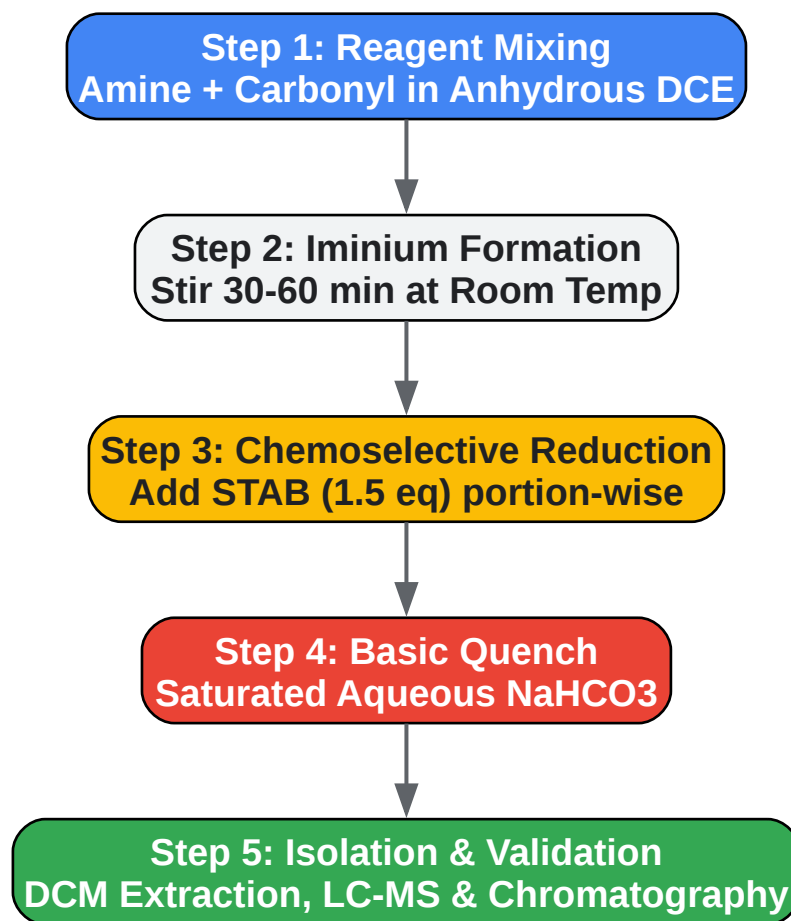 Step 1: Reagent Mixing
Amine + Carbonyl in Anhydrous DCE
Step 2: Iminium Formation
Stir 30-60 min at Room Temp
Step 3: Chemoselective Reduction
Add STAB (1.5 eq) portion-wise
Step 4: Basic Quench
Saturated Aqueous NaHCO3
Step 5: Isolation & Validation
DCM Extraction, LC-MS & Chromatography